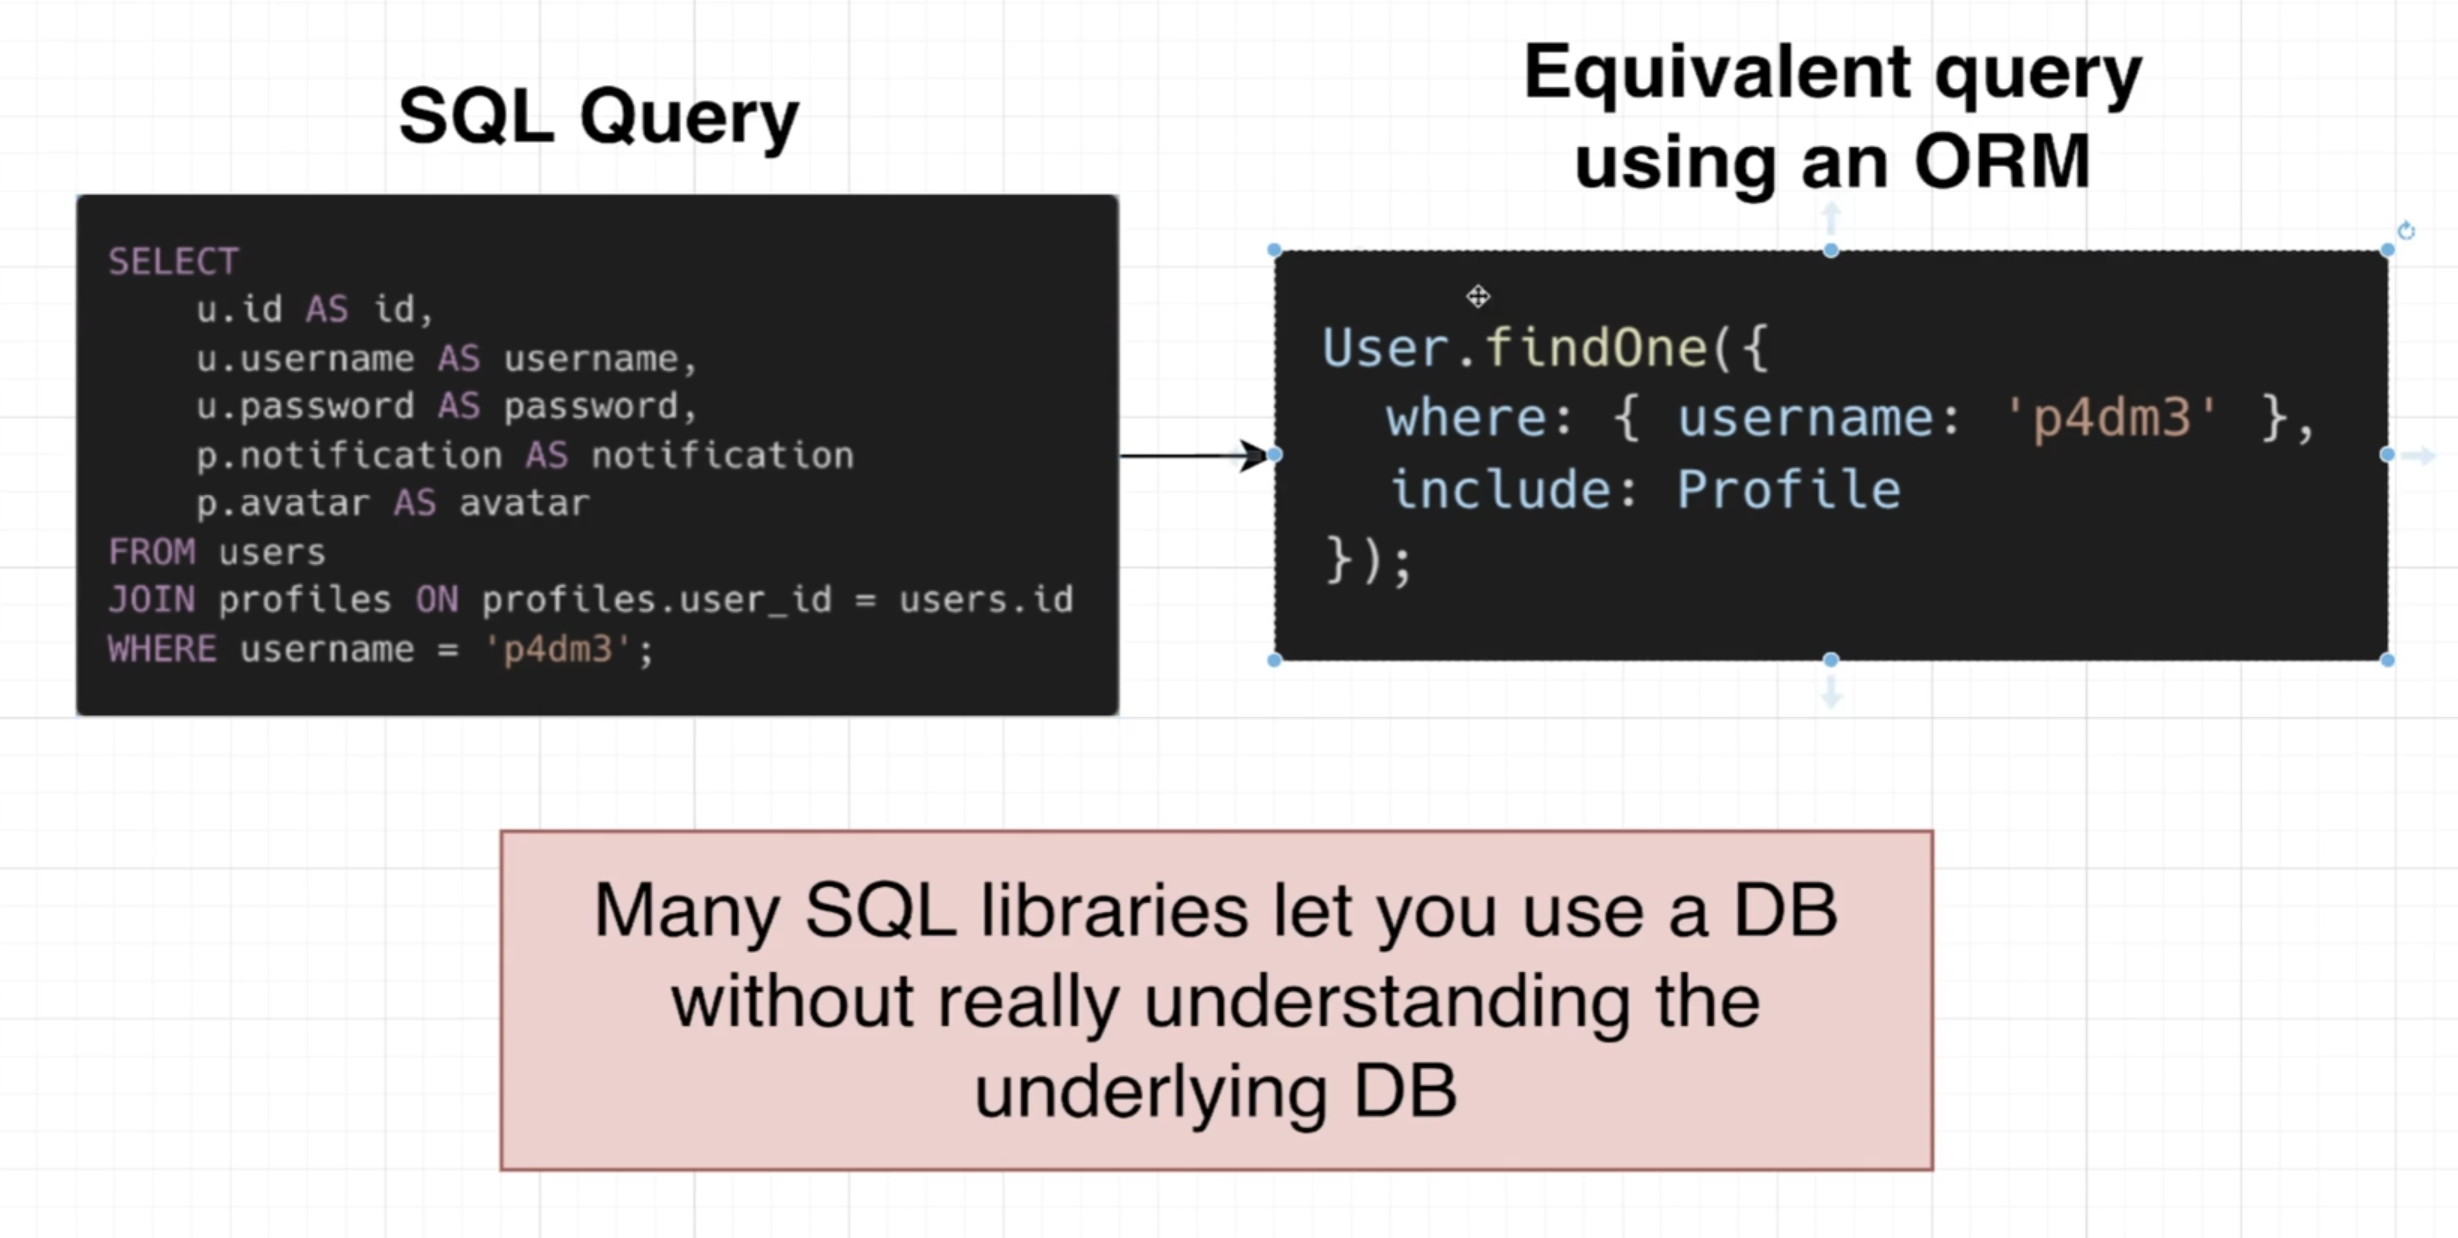 SQL Query
SELECT
    u.id AS id,
    u.username AS username,
    u.password AS password,
    p.notification AS notification
    p.avatar AS avatar
FROM users
JOIN profiles ON profiles.user_id = users.id
WHERE username = 'p4dm3';
Equivalent query
using an ORM
User.findOne({
  where: { username: 'p4dm3' },
  include: Profile
});
Many SQL libraries let you use a DB
without really understanding the
underlying DB